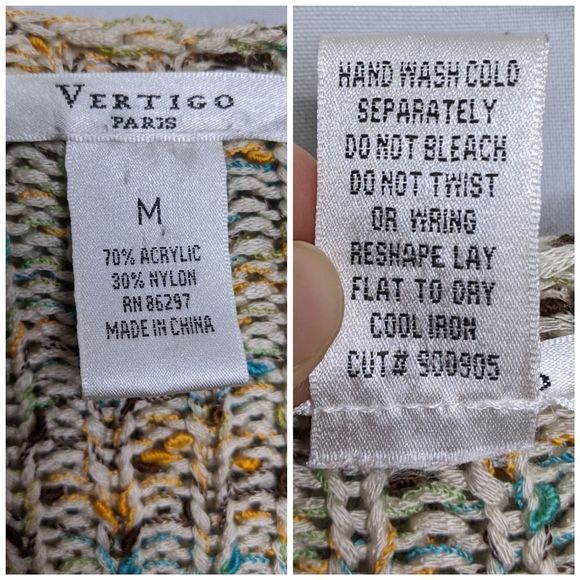 VERTIGO
PARIS
M
70% ACRYLIC
30% NYLON
RN 86297
MADE IN CHINA
HAND WASH COLD
SEPARATELY
DO NOT BLEACH
DO NOT TWIST
OR WRING
RESHAPE LAY
FLAT TO DRY
COOL IRON
CUT# 900905